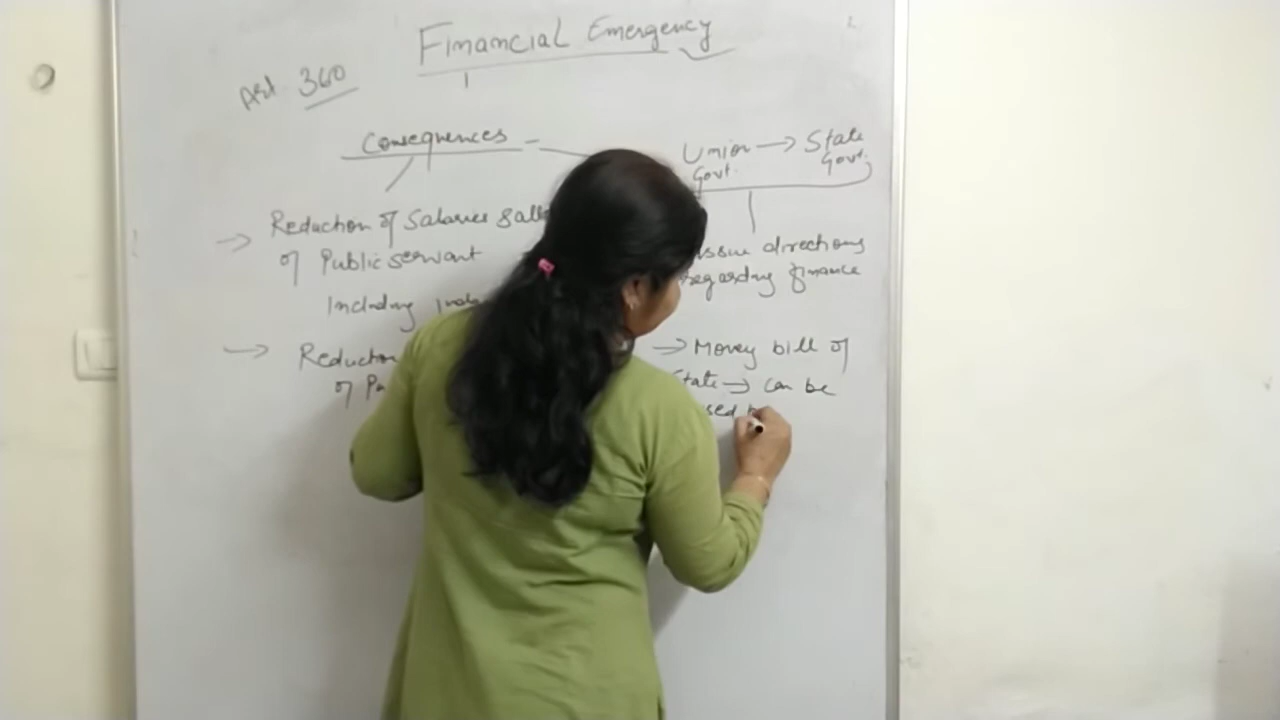 Financial Emergency
Art 360
Consequences
Union → State
Govt. Govt.
→ Reduction of Salaries &
of Public servant
Including
→ Reduction
of
issue directions
regarding finance
→ Money bill of
State → can be